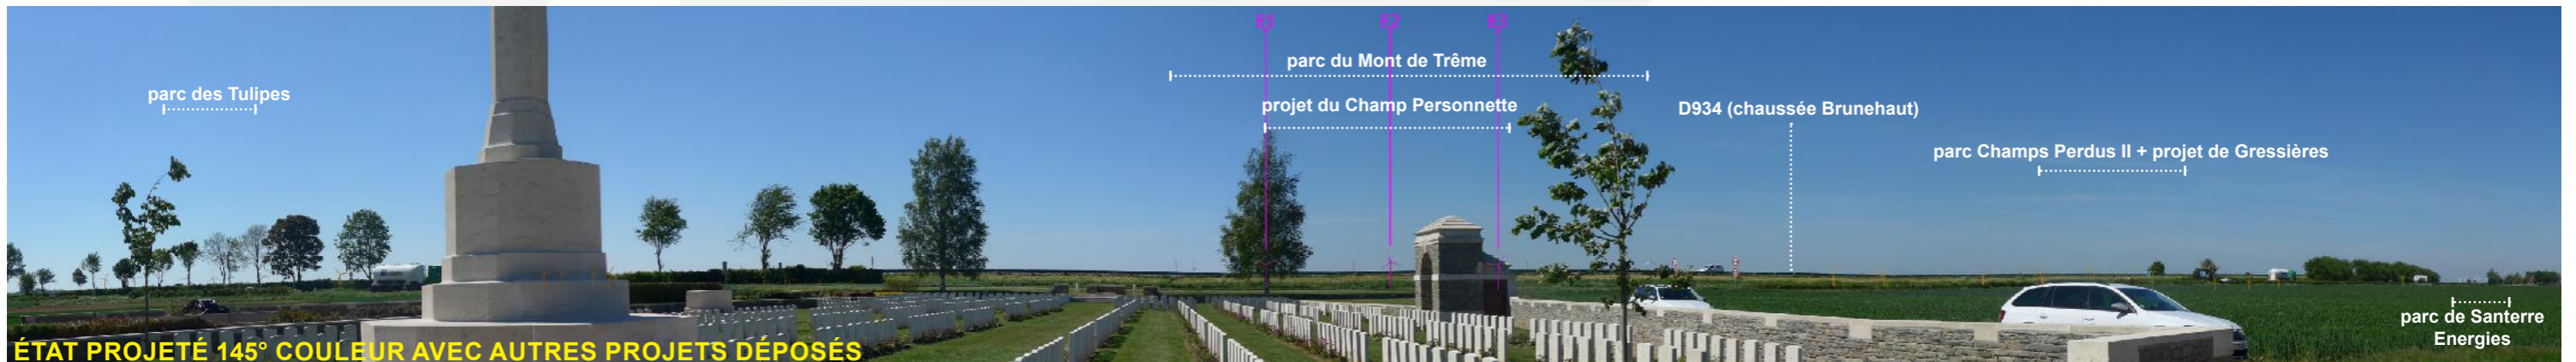 E1
E2
E3
parc du Mont de Trême
parc des Tulipes
projet du Champ Personnette
D934 (chaussée Brunehaut)
parc Champs Perdus II + projet de Gressières
parc de Santerre
Energies
ÉTAT PROJETÉ 145° COULEUR AVEC AUTRES PROJETS DÉPOSÉS